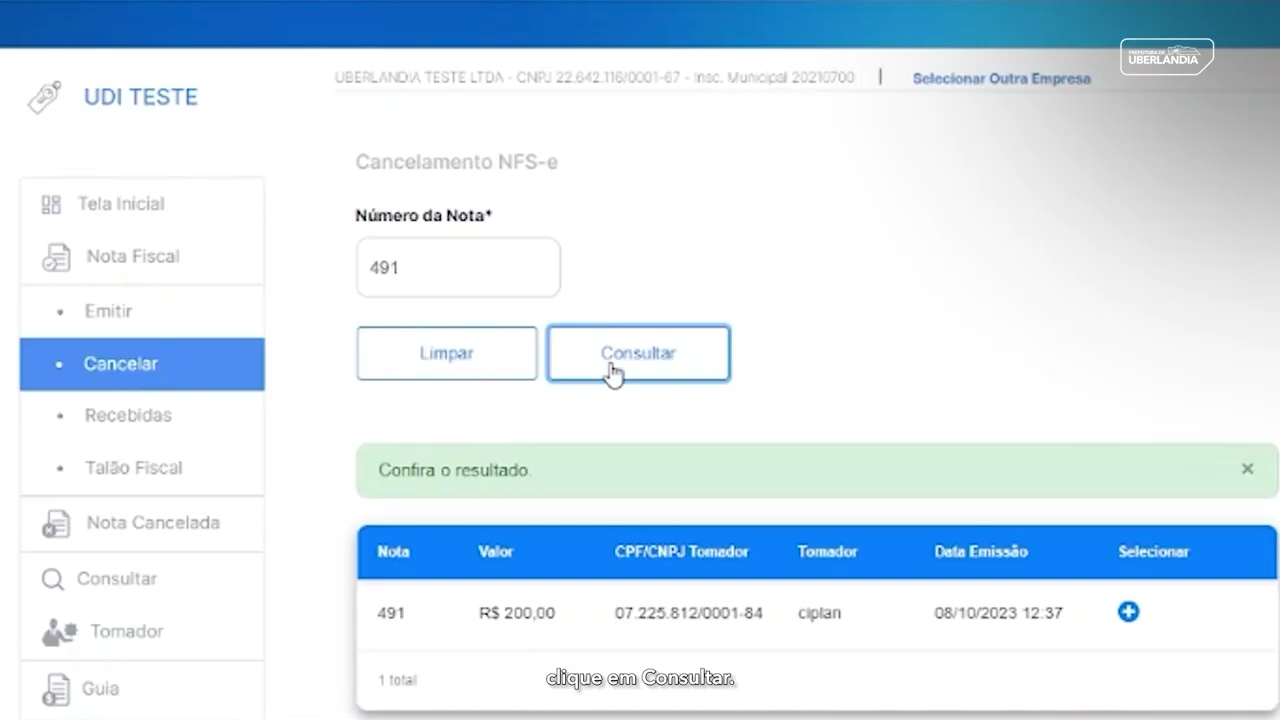 PREFEITURA DE
UBERLÂNDIA
UBERLANDIA TESTE LTDA - CNPJ 22.642.116/0001-67 - Insc. Municipal 20210700 | Selecionar Outra Empresa
UDI TESTE
Tela Inicial
Nota Fiscal
• Emitir
• Cancelar
• Recebidas
• Talão Fiscal
Nota Cancelada
Consultar
Tomador
Guia
Cancelamento NFS-e
Número da Nota*
491
Limpar Consultar
Confira o resultado. ×
Nota Valor CPF/CNPJ Tomador Tomador Data Emissão Selecionar
491 R$ 200,00 07.225.812/0001-84 ciplan 08/10/2023 12:37
1 total
clique em Consultar.